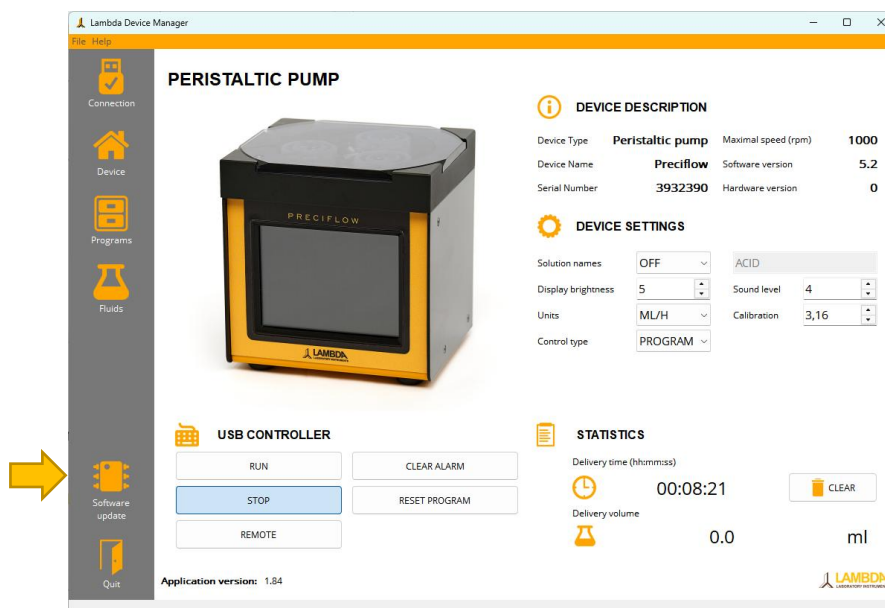 Lambda Device Manager
File Help
Connection
Device
Programs
Fluids
Software
update
Quit
PERISTALTIC PUMP
PRECIFLOW
LAMBDA
DEVICE DESCRIPTION
Device Type Peristaltic pump Maximal speed (rpm) 1000
Device Name Preciflow Software version 5.2
Serial Number 3932390 Hardware version 0
DEVICE SETTINGS
Solution names OFF ACID
Display brightness 5 Sound level 4
Units ML/H Calibration 3,16
Control type PROGRAM
USB CONTROLLER
RUN CLEAR ALARM
STOP RESET PROGRAM
REMOTE
STATISTICS
Delivery time (hh:mm:ss)
00:08:21 CLEAR
Delivery volume
0.0 ml
Application version: 1.84
LAMBDA
LABORATORY INSTRUMENTS